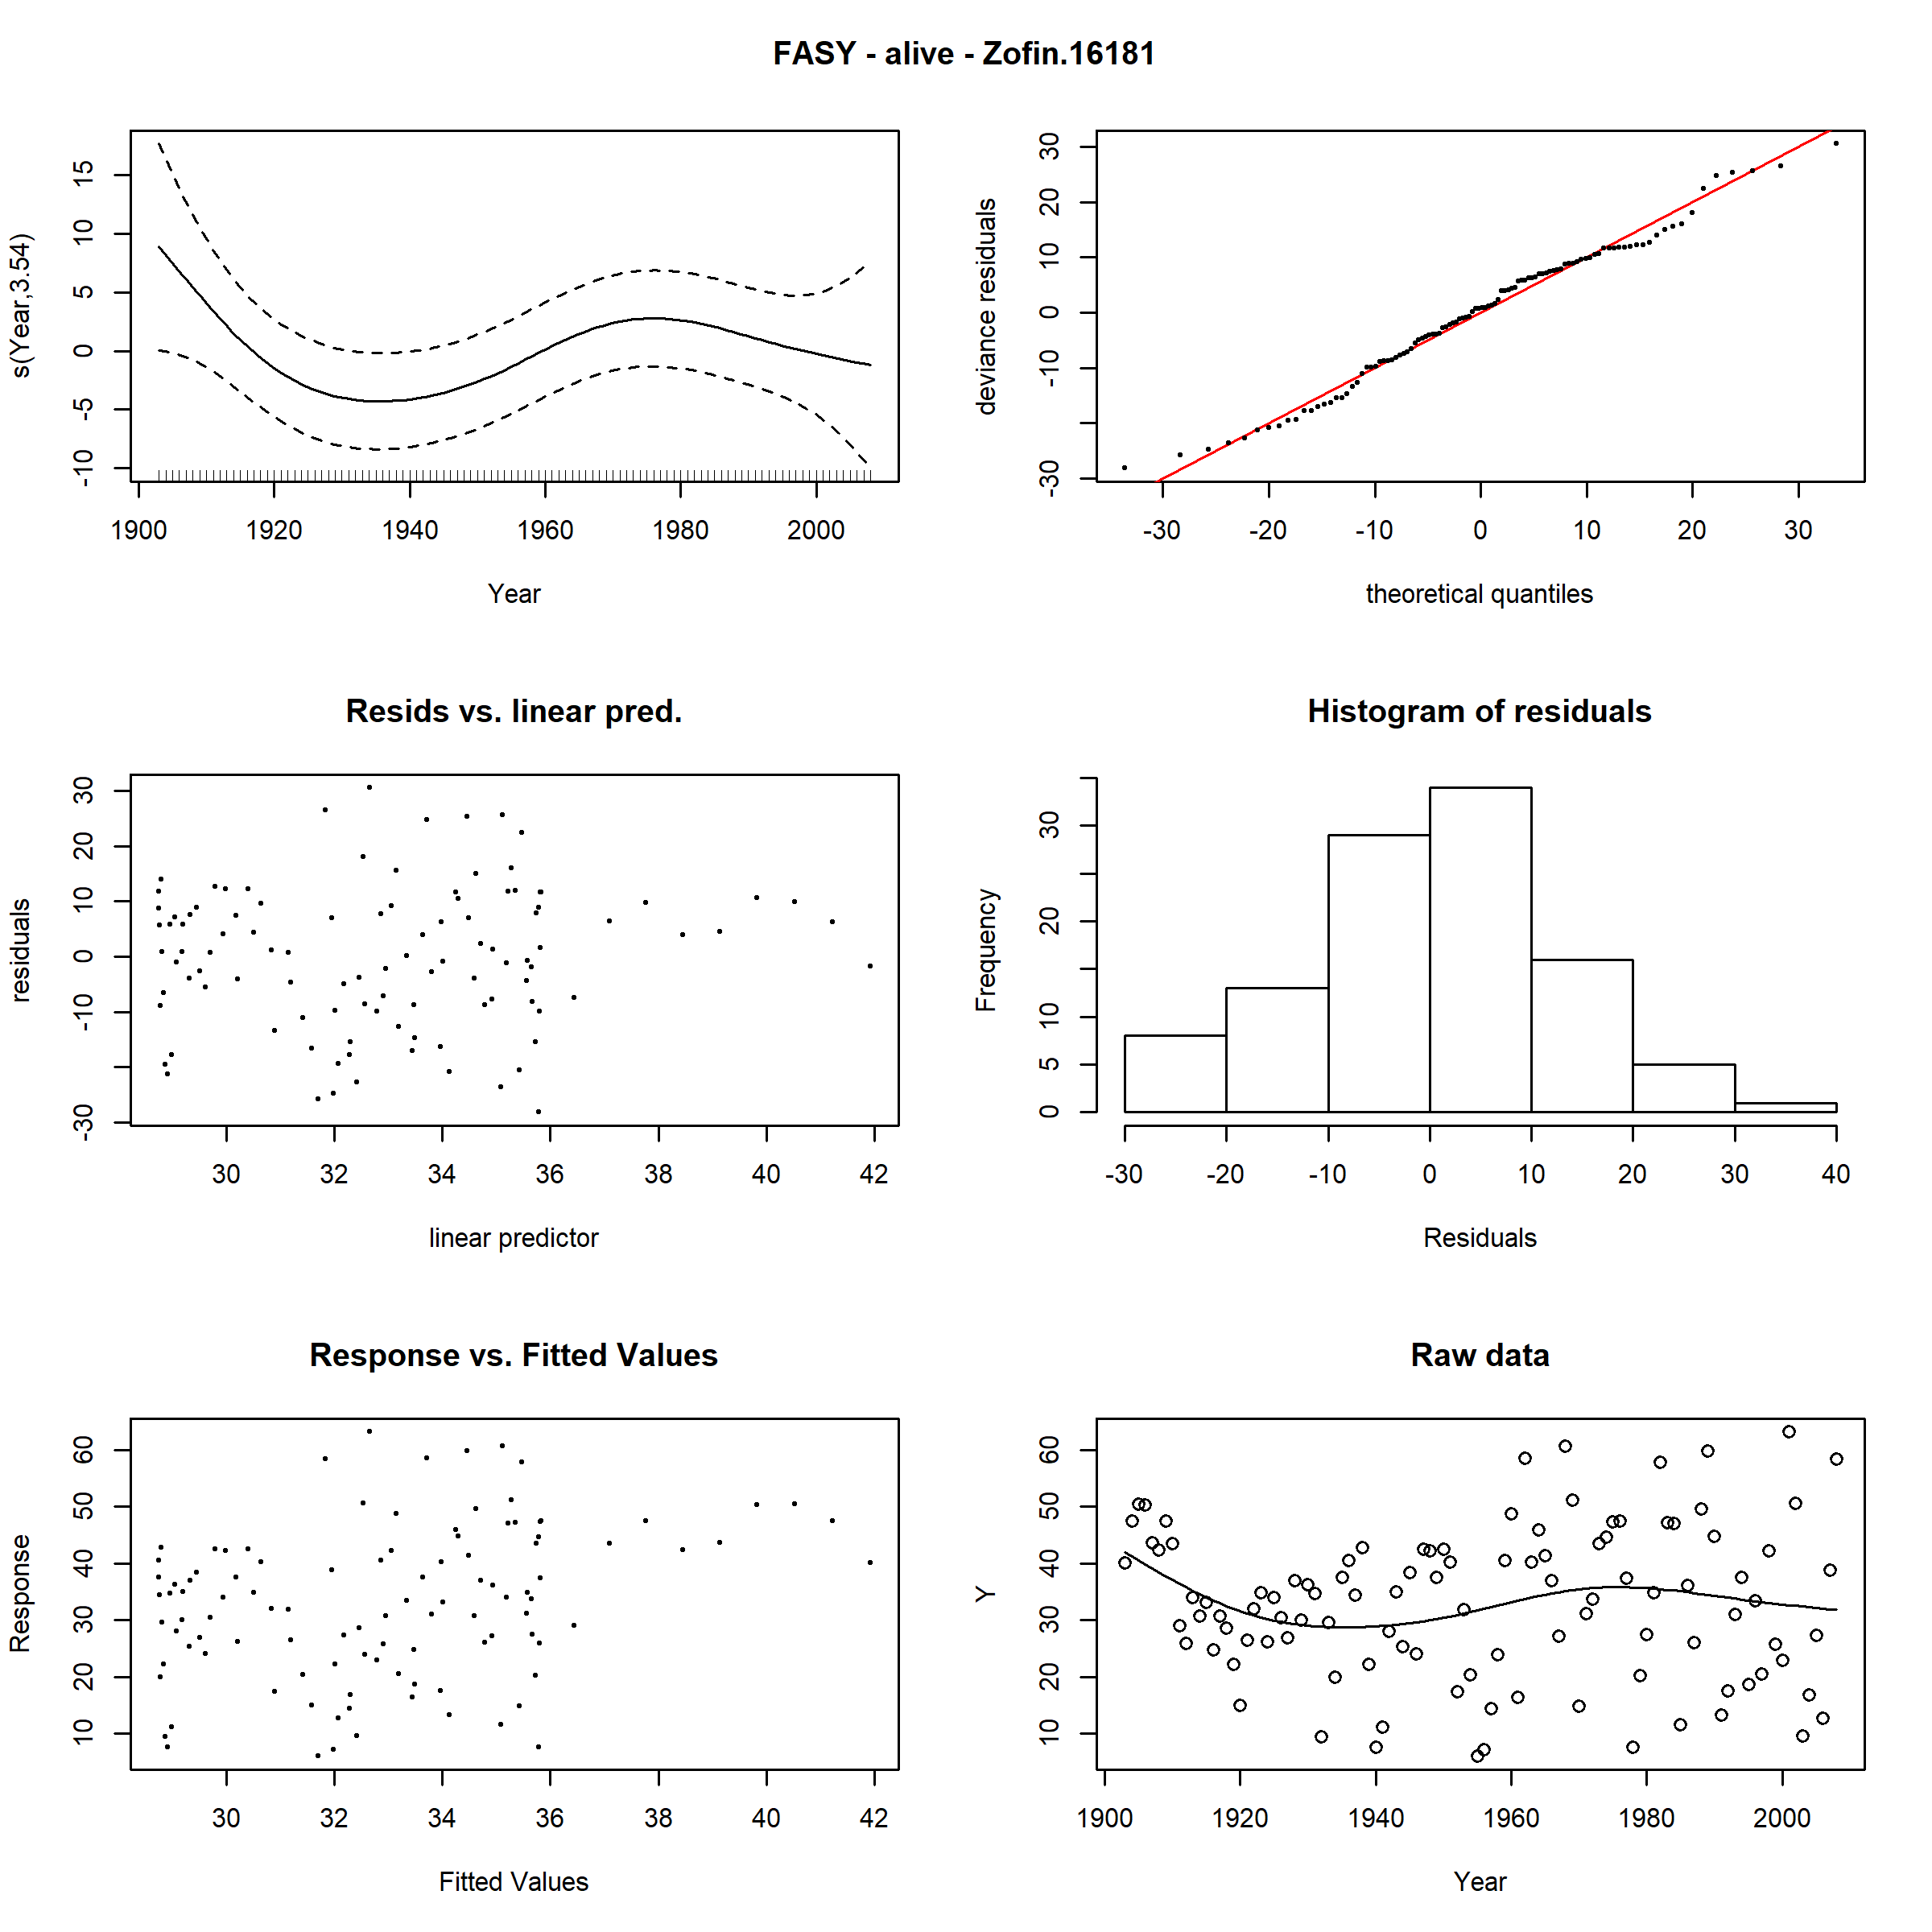 FASY - alive - Zofin.16181
s(Year,3.54)
-10 -5 0 5 10 15
1900 1920 1940 1960 1980 2000
Year
deviance residuals
-30 -10 0 10 20 30
-30 -20 -10 0 10 20 30
theoretical quantiles
Resids vs. linear pred.
residuals
-30 -10 0 10 20 30
30 32 34 36 38 40 42
linear predictor
Histogram of residuals
Frequency
0 5 10 20 30
-30 -20 -10 0 10 20 30 40
Residuals
Response vs. Fitted Values
Response
10 20 30 40 50 60
30 32 34 36 38 40 42
Fitted Values
Raw data
Y
10 20 30 40 50 60
1900 1920 1940 1960 1980 2000
Year